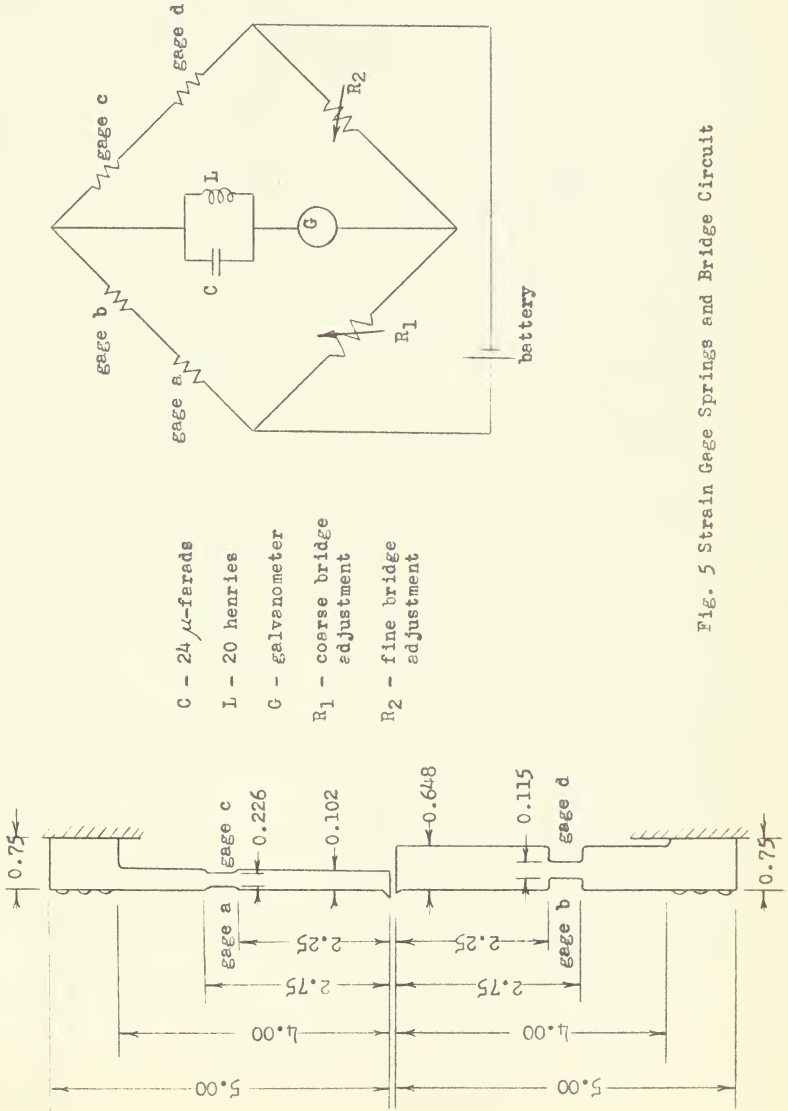 gage a
gage b
gage c
gage d
C
L
G
R1
R2
battery
C - 24 μ-farads
L - 20 henries
G - galvanometer
R1 - coarse bridge
adjustment
R2 - fine bridge
adjustment
0.75
gage a
gage c
0.226
0.102
2.25
2.75
4.00
5.00
0.648
0.115
gage b
gage d
2.25
2.75
4.00
5.00
0.75
Fig. 5 Strain Gage Springs and Bridge Circuit